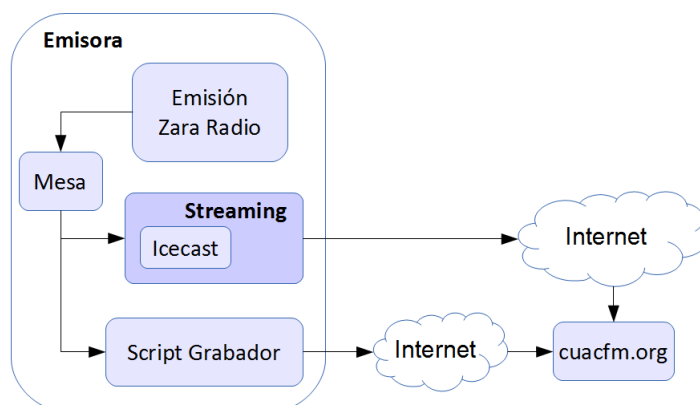 Emisora
Emisión
Zara Radio
Mesa
Streaming
Icecast
Internet
Script Grabador
Internet
cuacfm.org